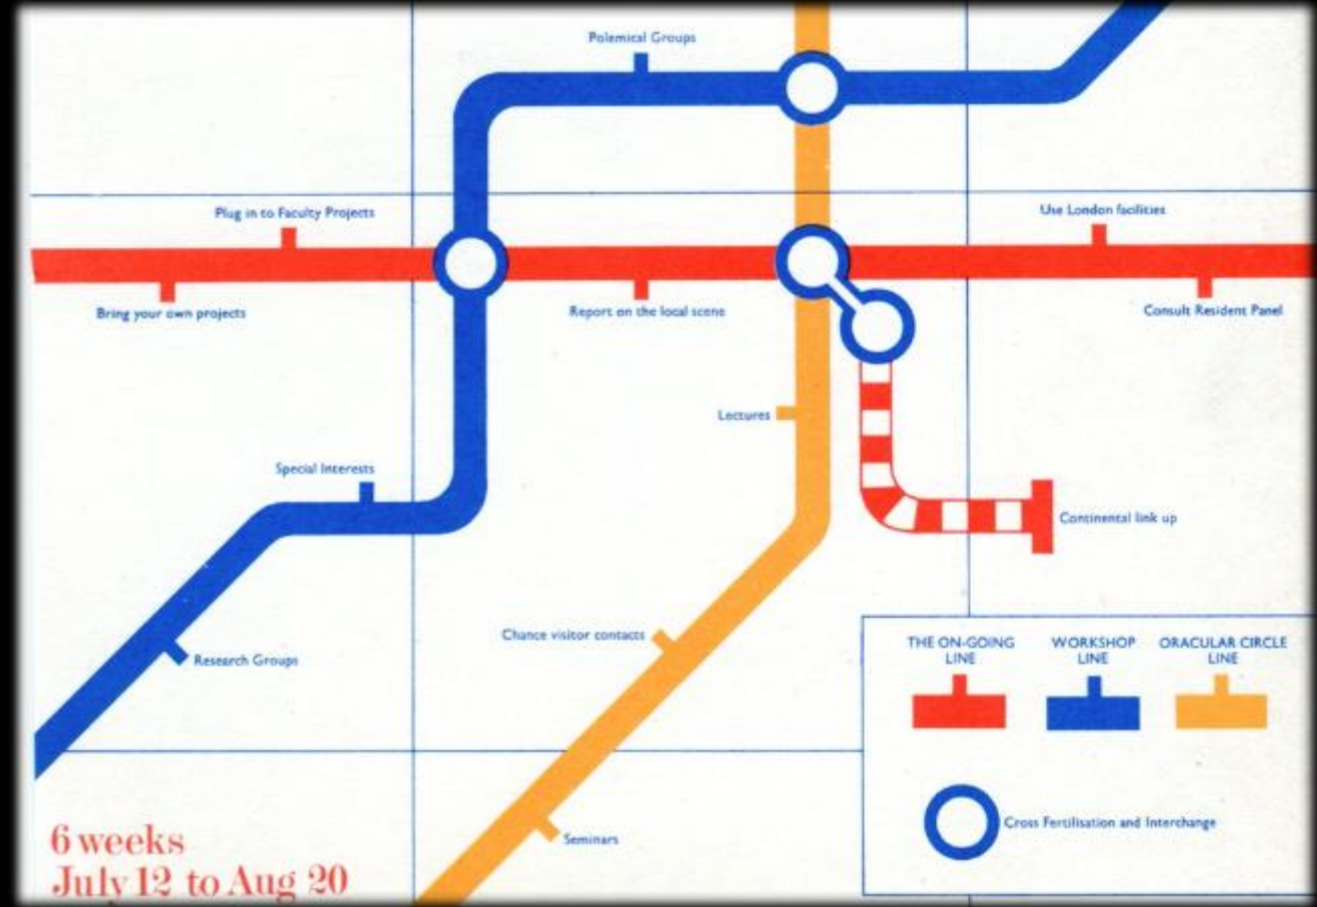 Polemical Groups
Plug in to Faculty Projects
Use London facilities
Bring your own projects
Report on the local scene
Consult Resident Panel
Lectures
Special Interests
Continental link up
Chance visitor contacts
Research Groups
THE ON-GOING
LINE
WORKSHOP
LINE
ORACULAR CIRCLE
LINE
Cross Fertilisation and Interchange
Seminars
6 weeks
July 12 to Aug 20